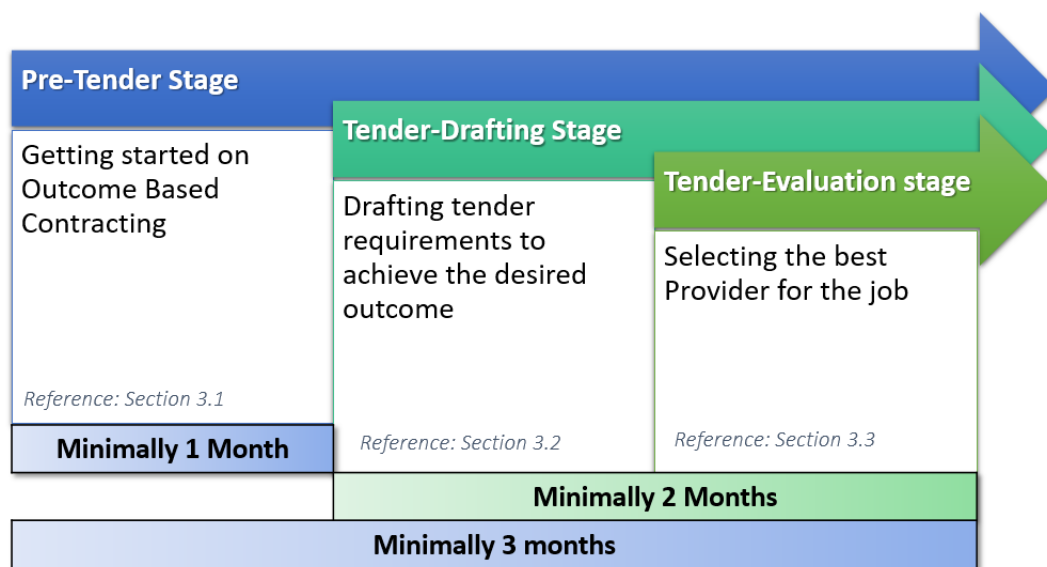 Pre-Tender Stage
Getting started on
Outcome Based
Contracting
Reference: Section 3.1
Minimally 1 Month
Tender-Drafting Stage
Drafting tender
requirements to
achieve the desired
outcome
Reference: Section 3.2
Tender-Evaluation stage
Selecting the best
Provider for the job
Reference: Section 3.3
Minimally 2 Months
Minimally 3 months